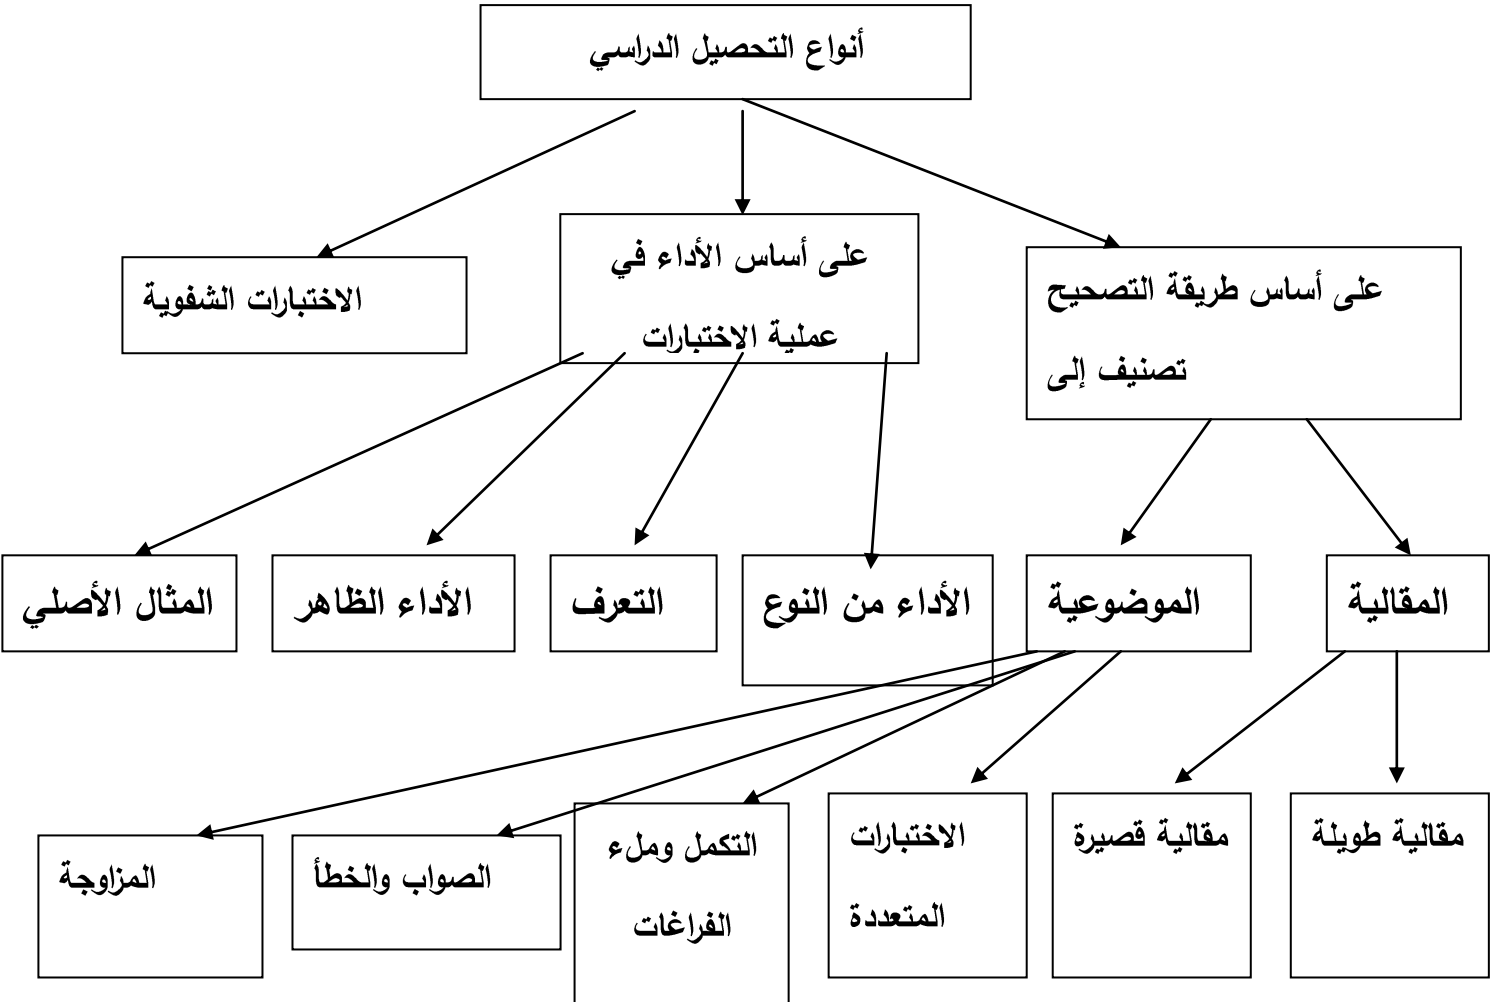 أنواع التحصيل الدراسي
على أساس طريقة التصحيح
تصنيف إلى
على أساس الأداء في
عملية الاختبارات
الاختبارات الشفوية
المقالية
الموضوعية
الأداء من النوع
التعرف
الأداء الظاهر
المثال الأصلي
مقالية طويلة
مقالية قصيرة
الاختبارات
المتعددة
التكمل وملء
الفراغات
الصواب والخطأ
المزاوجة